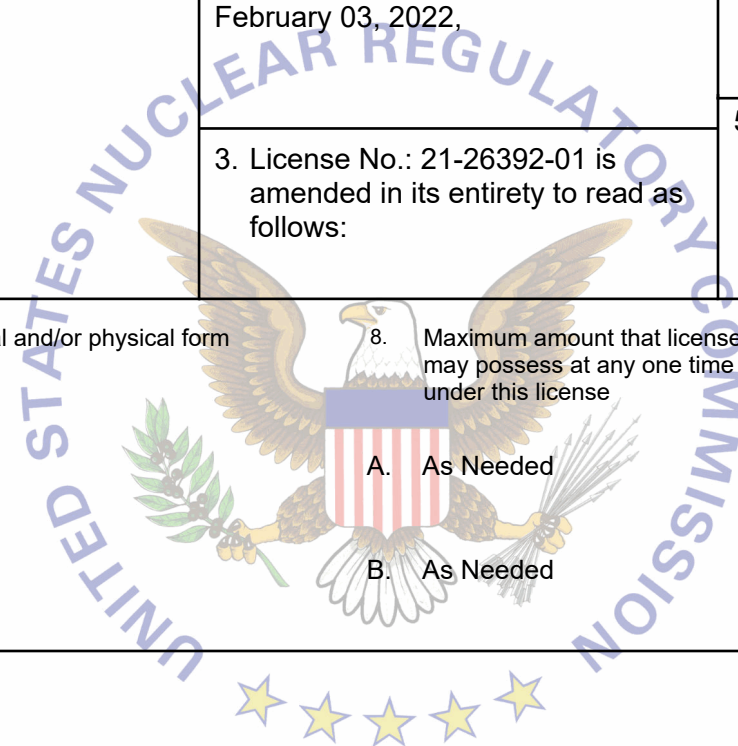 February 03, 2022,
3. License No.: 21-26392-01 is
amended in its entirety to read as
follows:
and/or physical form
8. Maximum amount that license
may possess at any one time
under this license
A. As Needed
B. As Needed
UNITED STATES NUCLEAR REGULATORY COMMISSION